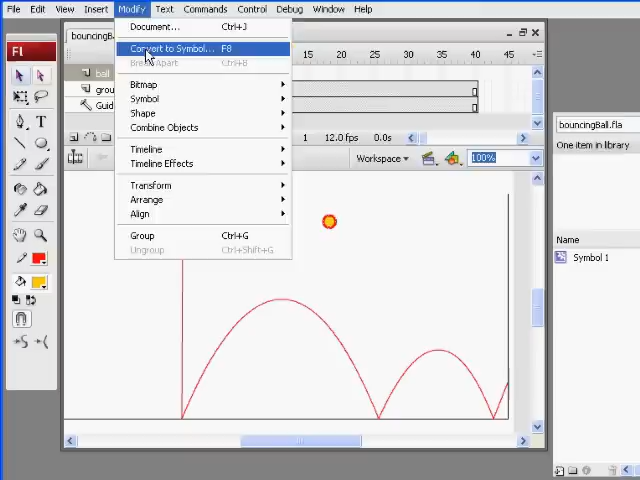 File Edit View Insert Modify Text Commands Control Debug Window Help
Fl
bouncingBa
Document... Ctrl+J
Convert to Symbol... F8
Break Apart Ctrl+B
Bitmap
Symbol
Shape
Combine Objects
Timeline
Timeline Effects
Transform
Arrange
Align
Group Ctrl+G
Ungroup Ctrl+Shift+G
15 20 25 30 35 40 45
ball
grou
Guid
1 12.0 fps 0.0s
Workspace 100%
T
bouncingBall.fla
One item in library
Name
Symbol 1